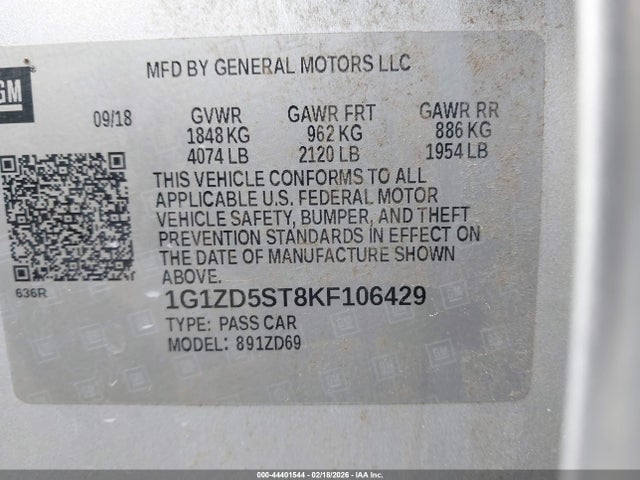 GM
MFD BY GENERAL MOTORS LLC
09/18 GVWR GAWR FRT GAWR RR
1848 KG 962 KG 886 KG
4074 LB 2120 LB 1954 LB
THIS VEHICLE CONFORMS TO ALL
APPLICABLE U.S. FEDERAL MOTOR
VEHICLE SAFETY, BUMPER, AND THEFT
PREVENTION STANDARDS IN EFFECT ON
THE DATE OF MANUFACTURE SHOWN
ABOVE.
636R
1G1ZD5ST8KF106429
TYPE: PASS CAR
MODEL: 891ZD69
000-44401544 | 02/18/2026 - Copart, Inc.